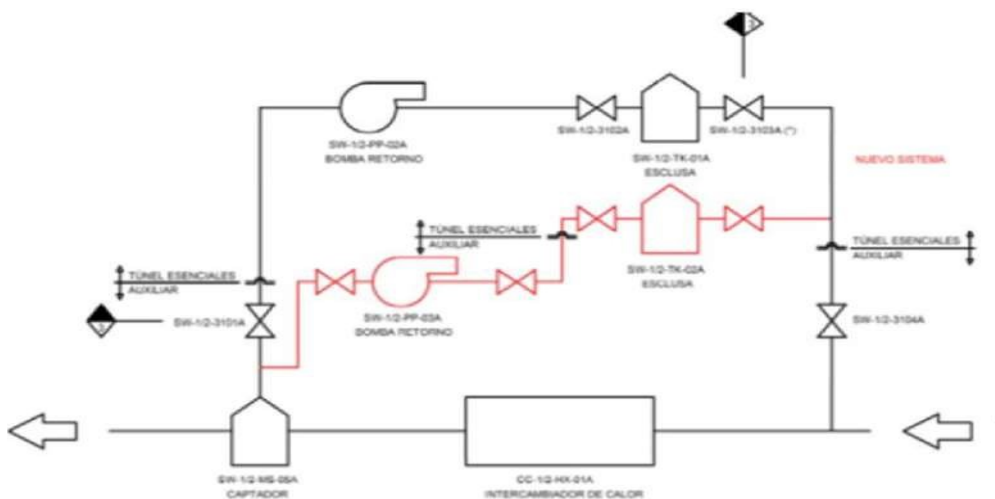 SW-1/2-3102A
SW-1/2-3103A (*)
SW-1/2-PP-02A
BOMBA RETORNO
SW-1/2-TK-01A
ESCLUSA
NUEVO SISTEMA
TÚNEL ESENCIALES
AUXILIAR
TÚNEL ESENCIALES
AUXILIAR
SW-1/2-TK-02A
ESCLUSA
TÚNEL ESENCIALES
AUXILIAR
SW-1/2-PP-03A
BOMBA RETORNO
SW-1/2-3101A
SW-1/2-3104A
SW-1/2-MS-05A
CAPTADOR
CC-1/2-HX-01A
INTERCAMBIADOR DE CALOR